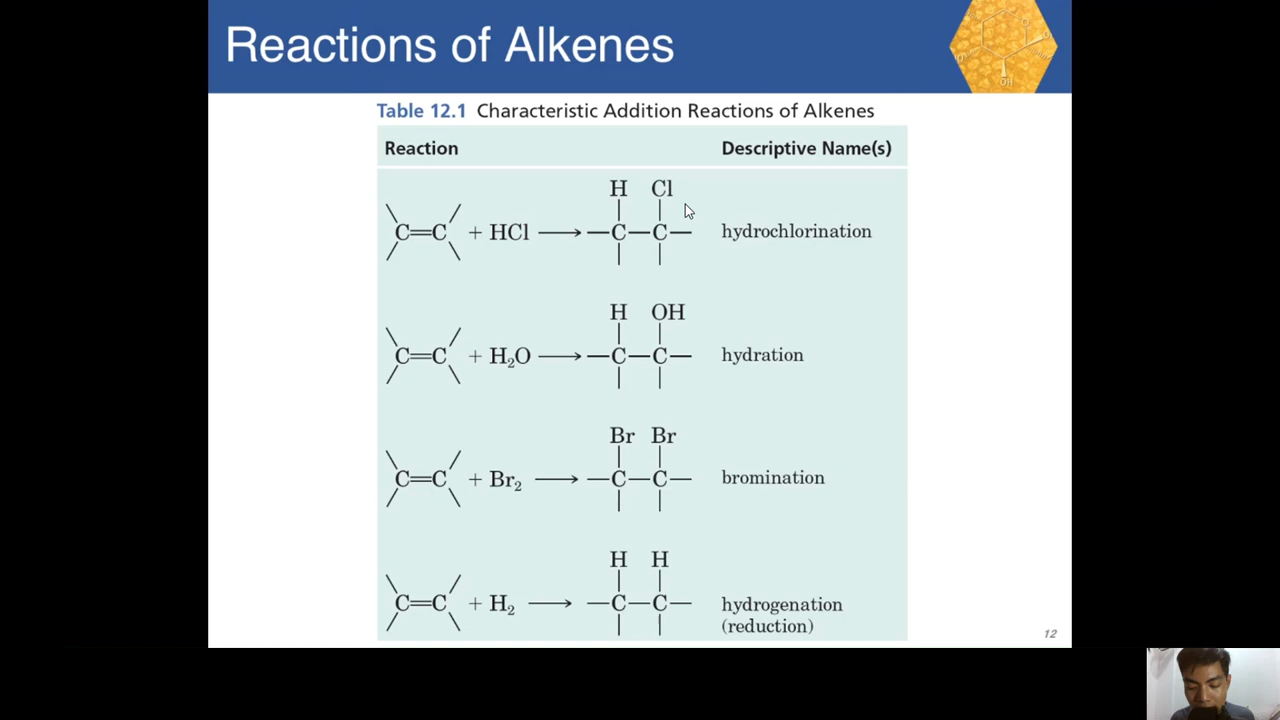 Reactions of Alkenes
O
O
O
OH
Table 12.1 Characteristic Addition Reactions of Alkenes
Reaction Descriptive Name(s)
H Cl
C=C + HCl ⟶ —C—C— hydrochlorination
H OH
C=C + H₂O ⟶ —C—C— hydration
Br Br
C=C + Br₂ ⟶ —C—C— bromination
H H
C=C + H₂ ⟶ —C—C— hydrogenation
(reduction)
12